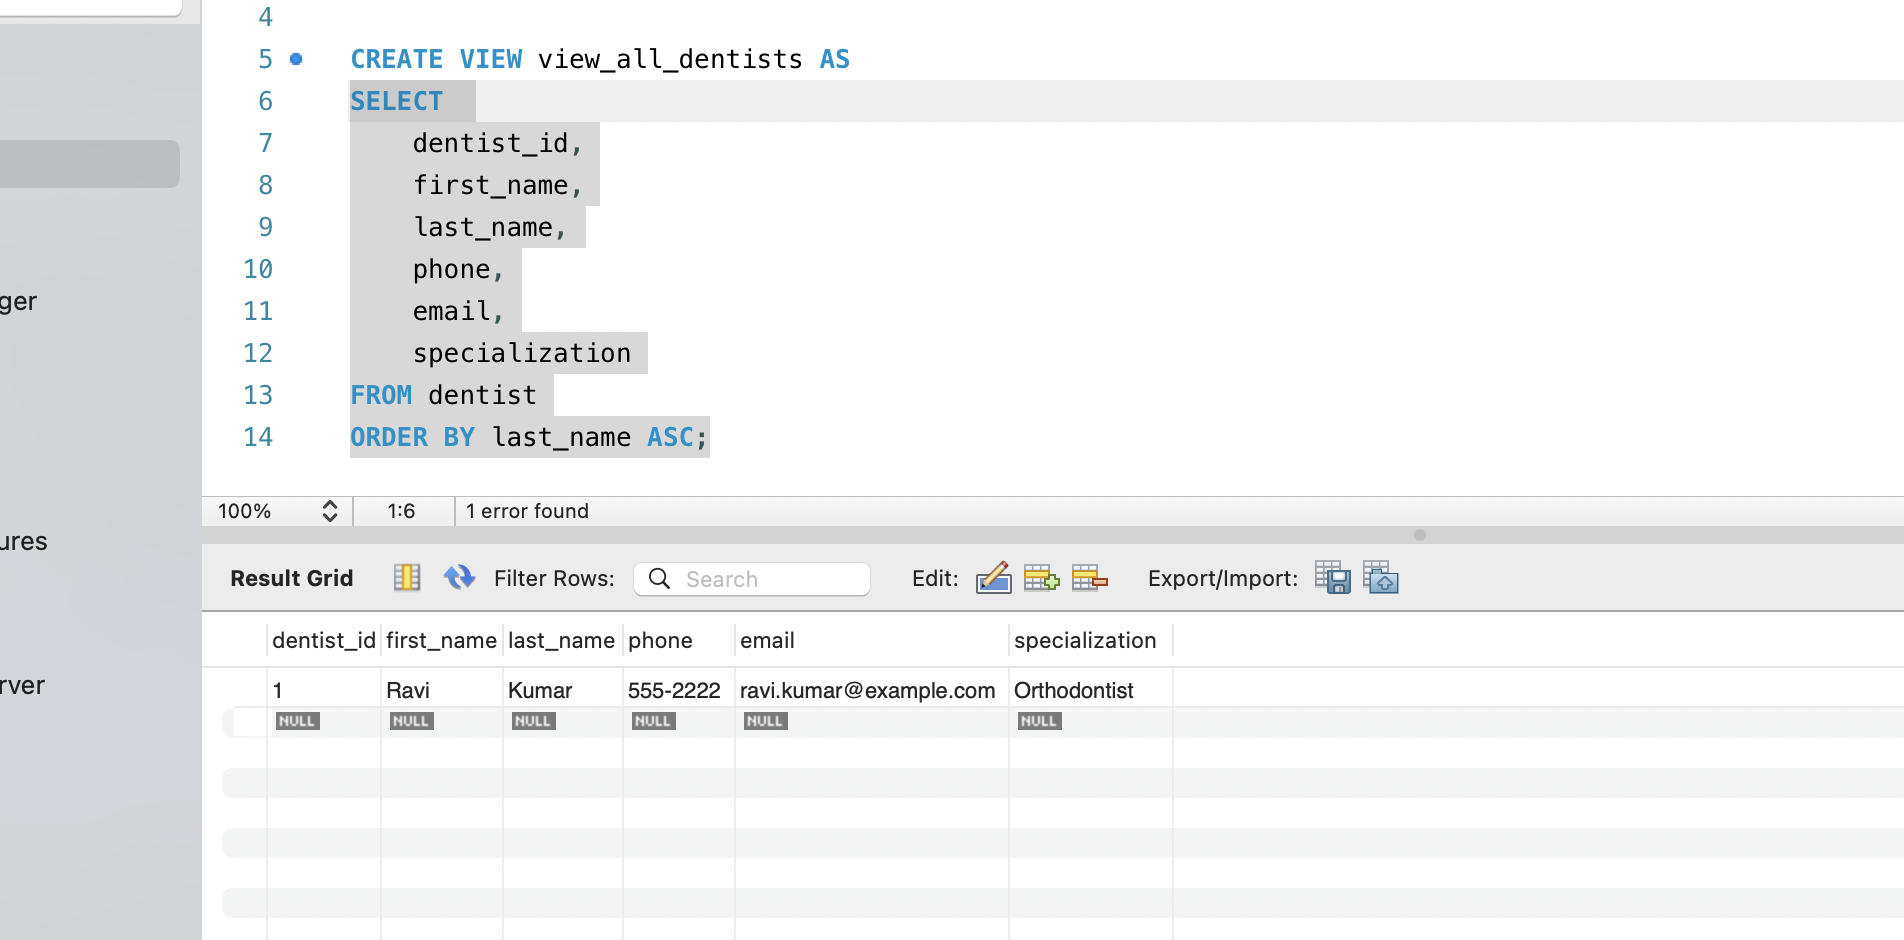 4
5 CREATE VIEW view_all_dentists AS
6 SELECT
7 dentist_id,
8 first_name,
9 last_name,
10 phone,
11 email,
12 specialization
13 FROM dentist
14 ORDER BY last_name ASC;
ger
ures
rver
100% 1:6 1 error found
Result Grid Filter Rows: Search Edit: Export/Import:
dentist_id first_name last_name phone email specialization
1 Ravi Kumar 555-2222 ravi.kumar@example.com Orthodontist
NULL NULL NULL NULL NULL NULL